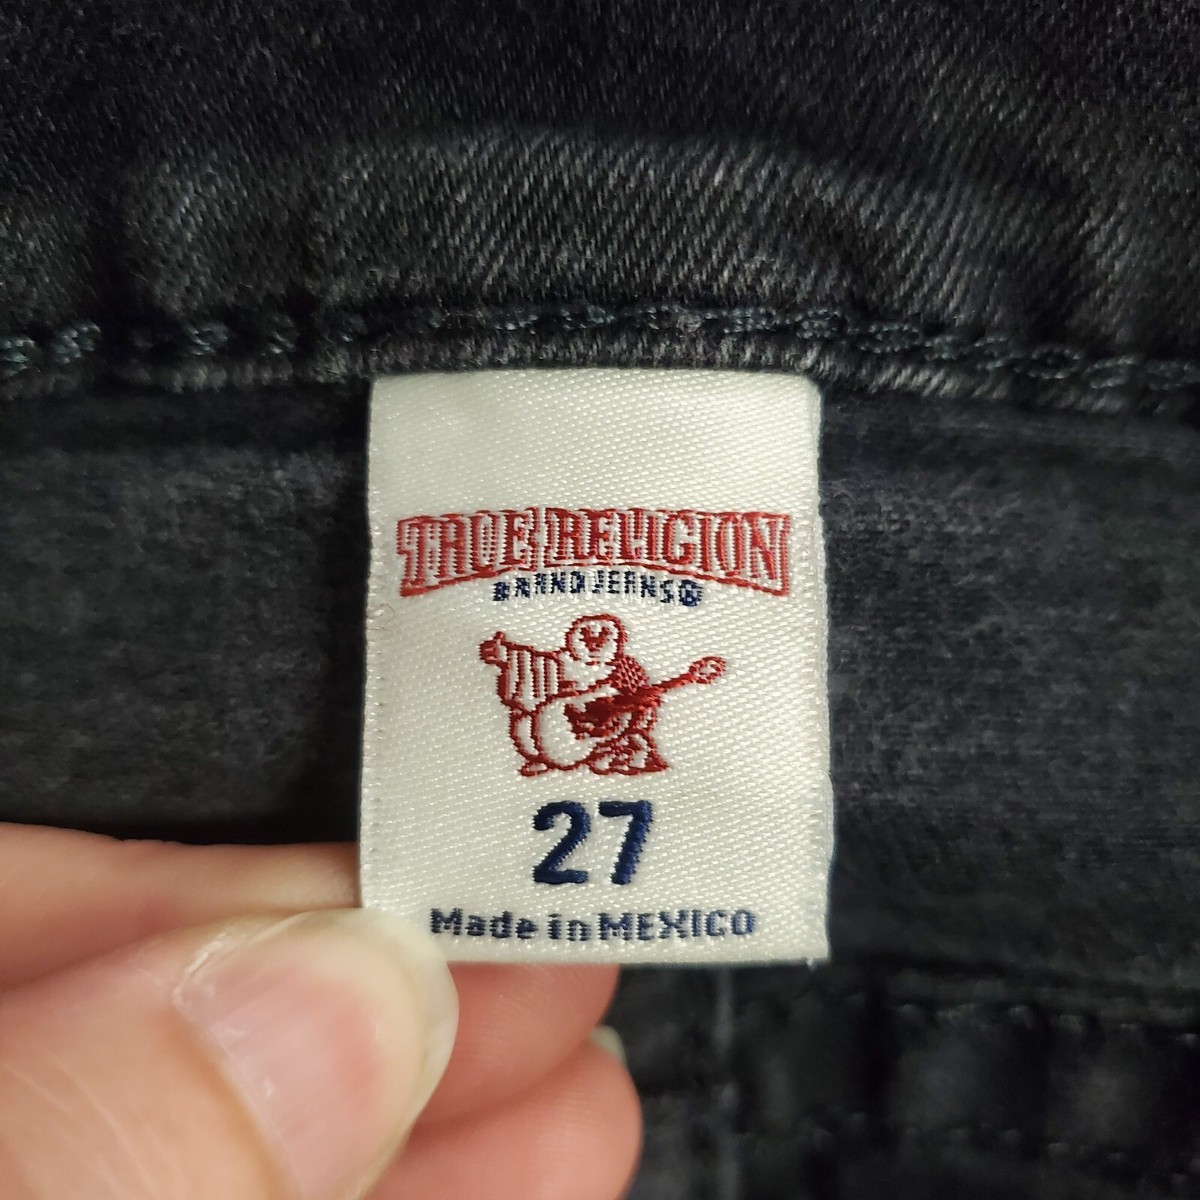 TRUE RELIGION
BRAND JEANS®
27
Made in MEXICO